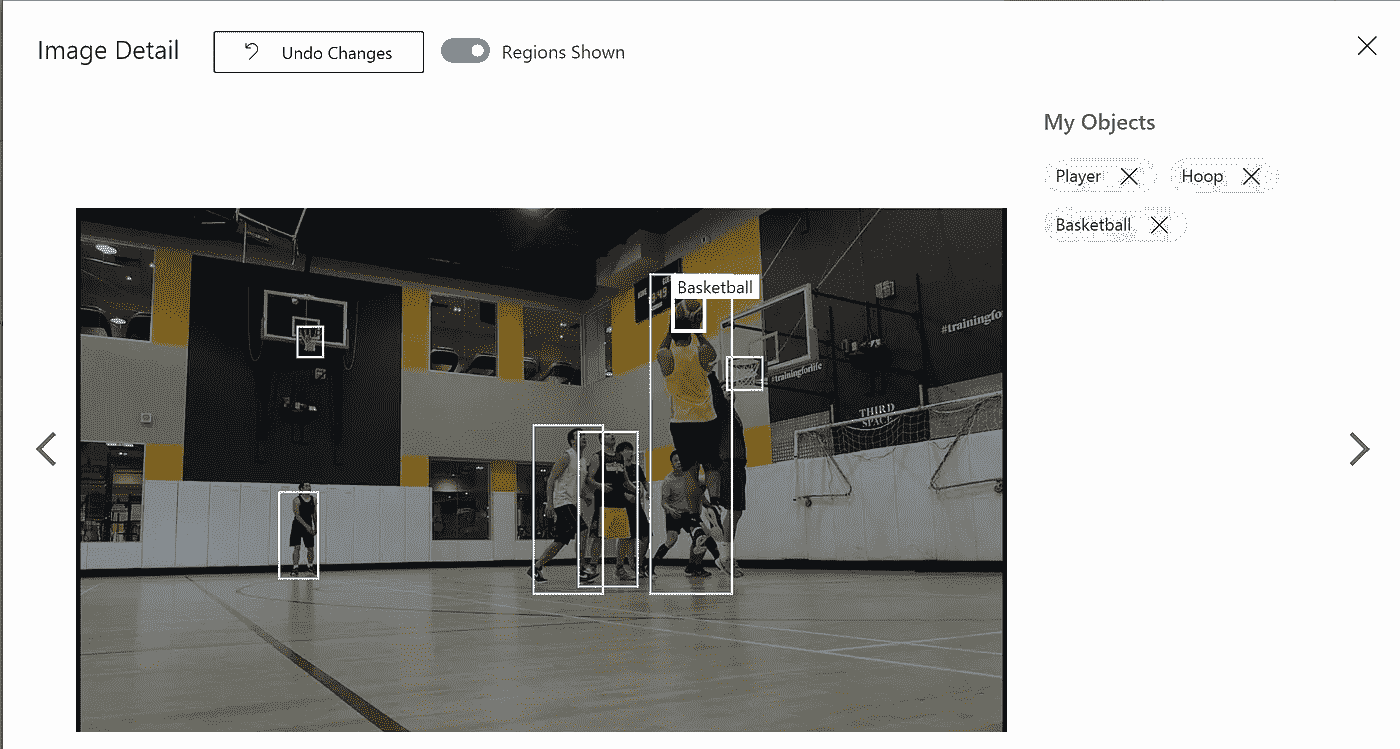 Image Detail
Undo Changes
Regions Shown
My Objects
Player
Hoop
Basketball
Basketball
#trainingfo
#trainingforlife
THIRD
SPACE